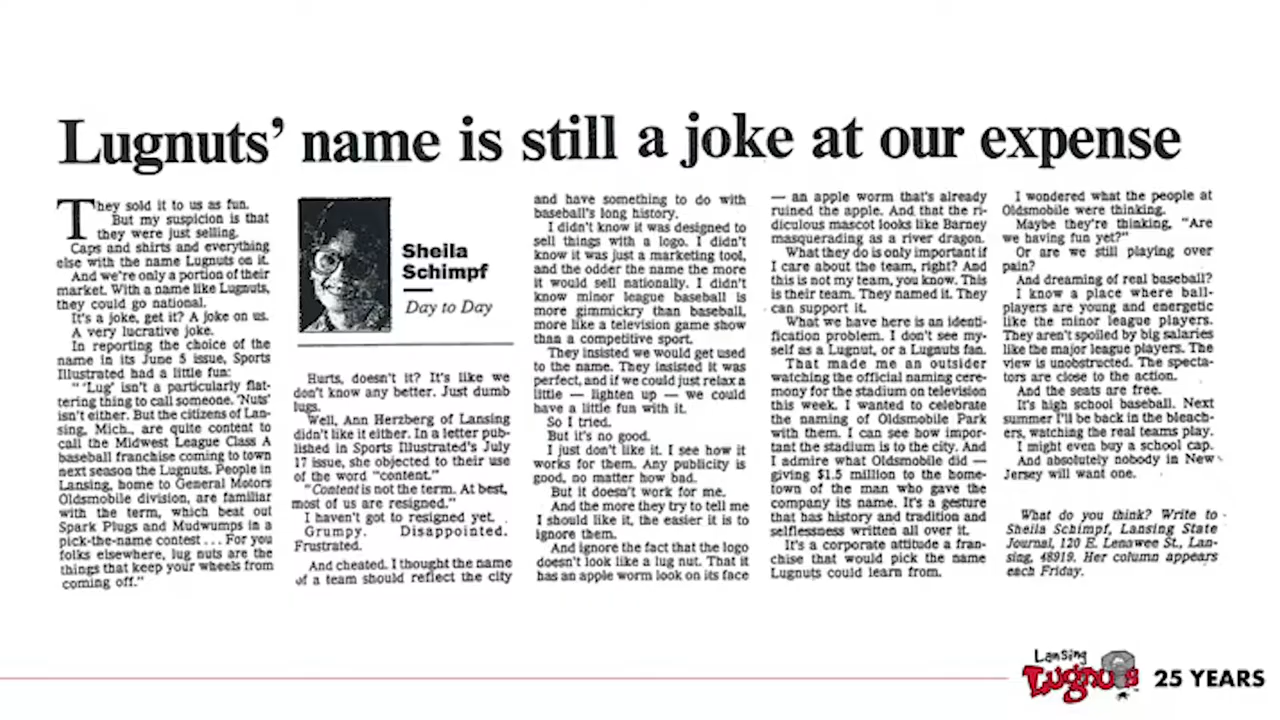 Lugnuts' name is still a joke at our expense
They sold it to us as fun.
But my suspicion is that
they were just selling.
Caps and shirts and everything
else with the name Lugnuts on it.
And we're only a portion of their
market. With a name like Lugnuts,
they could go national.
It's a joke, get it? A joke on us.
A very lucrative joke.
In reporting the choice of the
name in its June 5 issue, Sports
Illustrated had a little fun:
" 'Lug' isn't a particularly flat-
tering thing to call someone. 'Nuts'
isn't either. But the citizens of Lan-
sing, Mich., are quite content to
call the Midwest League Class A
baseball franchise coming to town
next season the Lugnuts. People in
Lansing, home to General Motors
Oldsmobile division, are familiar
with the term, which beat out
Spark Plugs and Mudwumps in a
pick-the-name contest . . . For you
folks elsewhere, lug nuts are the
things that keep your wheels from
coming off."
Sheila
Schimpf
Day to Day
Hurts, doesn't it? It's like we
don't know any better. Just dumb
lugs.
Well, Ann Herzberg of Lansing
didn't like it either. In a letter pub-
lished in Sports Illustrated's July
17 issue, she objected to their use
of the word "content."
"Content is not the term. At best,
most of us are resigned."
I haven't got to resigned yet.
Grumpy. Disappointed.
Frustrated.
And cheated. I thought the name
of a team should reflect the city
and have something to do with
baseball's long history.
I didn't know it was designed to
sell things with a logo. I didn't
know it was just a marketing tool,
and the odder the name the more
it would sell nationally. I didn't
know minor league baseball is
more gimmickry than baseball,
more like a television game show
than a competitive sport.
They insisted we would get used
to the name. They insisted it was
perfect, and if we could just relax a
little — lighten up — we could
have a little fun with it.
So I tried.
But it's no good.
I just don't like it. I see how it
works for them. Any publicity is
good, no matter how bad.
But it doesn't work for me.
And the more they try to tell me
I should like it, the easier it is to
ignore them.
And ignore the fact that the logo
doesn't look like a lug nut. That it
has an apple worm look on its face
— an apple worm that's already
ruined the apple. And that the ri-
diculous mascot looks like Barney
masquerading as a river dragon.
What they do is only important if
I care about the team, right? And
this is not my team, you know. This
is their team. They named it. They
can support it.
What we have here is an identi-
fication problem. I don't see my-
self as a Lugnut, or a Lugnuts fan.
That made me an outsider
watching the official naming cere-
mony for the stadium on television
this week. I wanted to celebrate
the naming of Oldsmobile Park
with them. I can see how impor-
tant the stadium is to the city. And
I admire what Oldsmobile did —
giving $1.5 million to the home-
town of the man who gave the
company its name. It's a gesture
that has history and tradition and
selflessness written all over it.
It's a corporate attitude a fran-
chise that would pick the name
Lugnuts could learn from.
I wondered what the people at
Oldsmobile were thinking.
Maybe they're thinking, "Are
we having fun yet?"
Or are we still playing over
pain?
And dreaming of real baseball?
I know a place where ball-
players are young and energetic
like the minor league players.
They aren't spoiled by big salaries
like the major league players. The
view is unobstructed. The specta-
tors are close to the action.
And the seats are free.
It's high school baseball. Next
summer I'll be back in the bleach-
ers, watching the real teams play.
I might even buy a school cap.
And absolutely nobody in New
Jersey will want one.
What do you think? Write to
Sheila Schimpf, Lansing State
Journal, 120 E. Lenawee St., Lan-
sing, 48919. Her column appears
each Friday.
Lansing
Lugnuts
25 YEARS